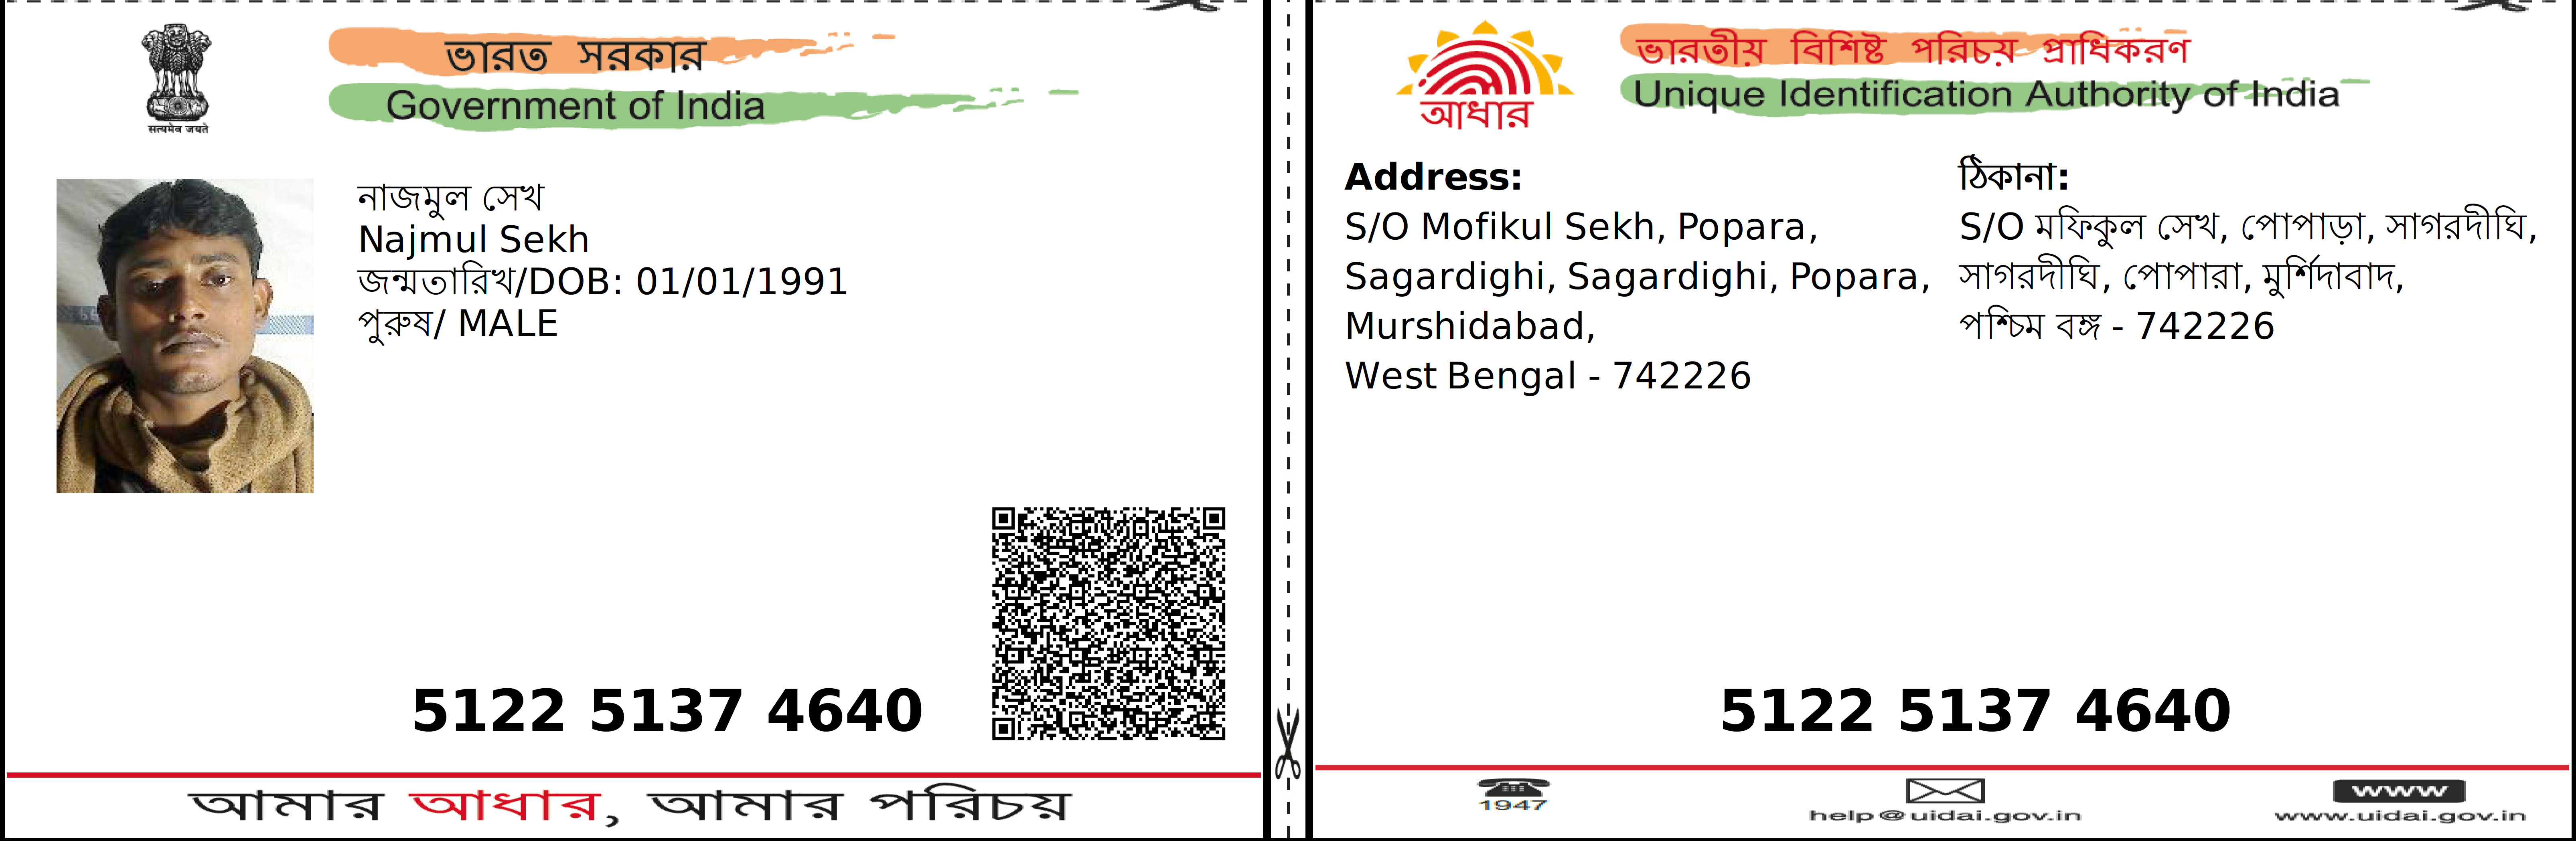 ভারত সরকার
Government of India
सत्यमेव जयते
নাজমুল সেখ
Najmul Sekh
জন্মতারিখ/DOB: 01/01/1991
পুরুষ/ MALE
5122 5137 4640
আমার আধার, আমার পরিচয়
ভারতীয় বিশিষ্ট পরিচয় প্রাধিকরণ
Unique Identification Authority of India
আধার
Address:
S/O Mofikul Sekh, Popara,
Sagardighi, Sagardighi, Popara,
Murshidabad,
West Bengal - 742226
ঠিকানা:
S/O মফিকুল সেখ, পোপাড়া, সাগরদীঘি,
সাগরদীঘি, পোপারা, মুর্শিদাবাদ,
পশ্চিম বঙ্গ - 742226
5122 5137 4640
1947
help@uidai.gov.in
www
www.uidai.gov.in